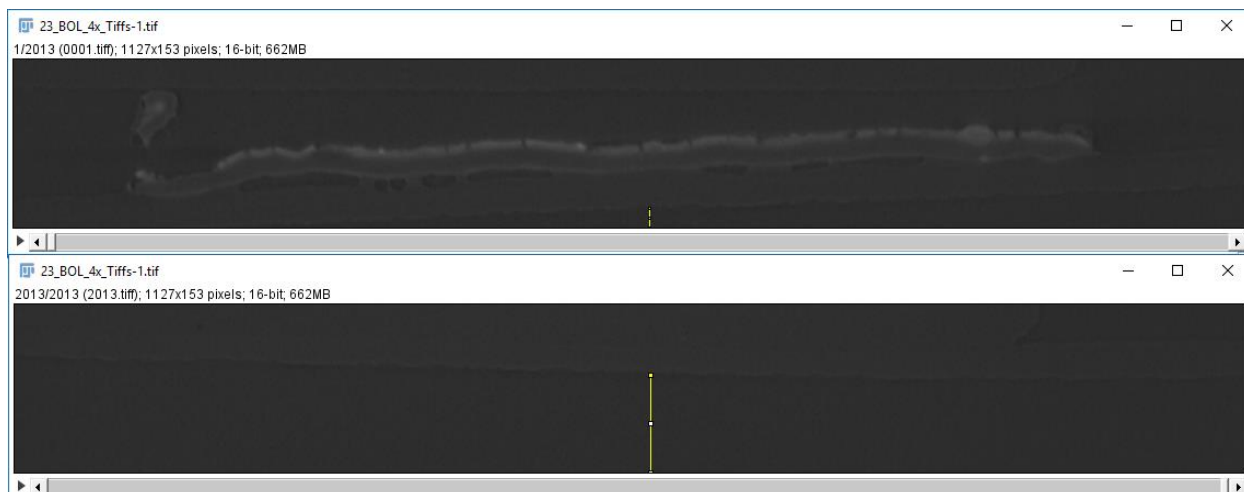 23_BOL_4x_Tiffs-1.tif
1/2013 (0001.tiff); 1127x153 pixels; 16-bit; 662MB
23_BOL_4x_Tiffs-1.tif
2013/2013 (2013.tiff); 1127x153 pixels; 16-bit; 662MB